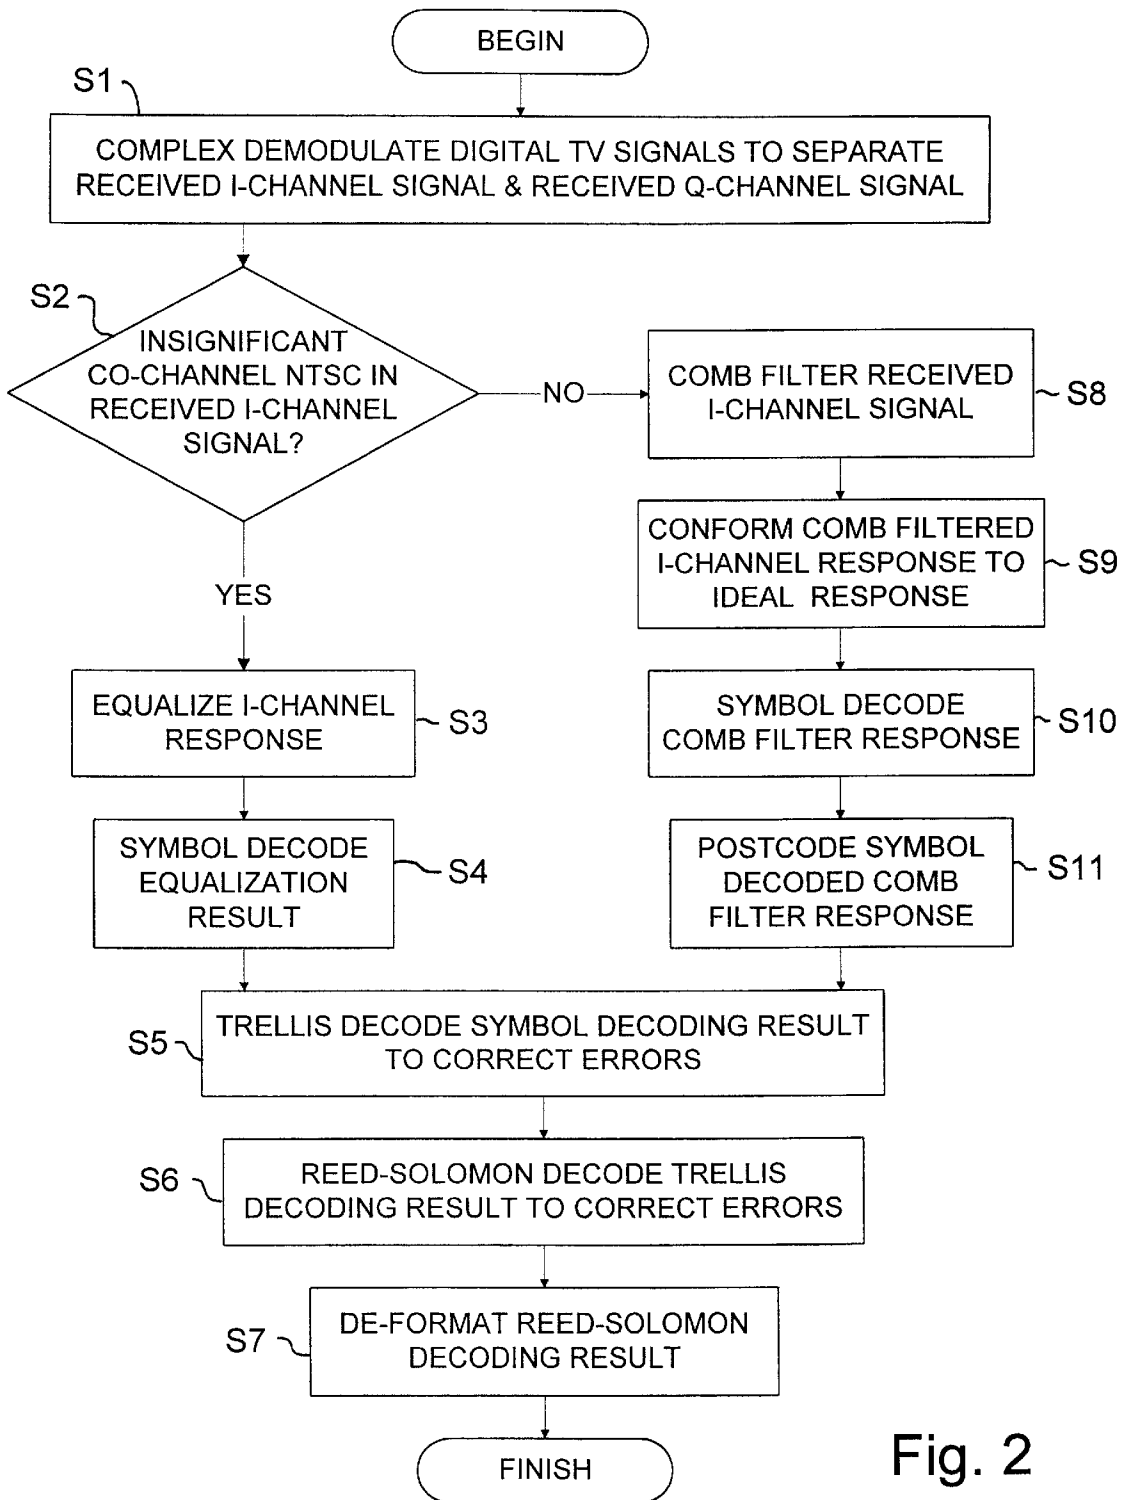 BEGIN
S1
COMPLEX DEMODULATE DIGITAL TV SIGNALS TO SEPARATE
RECEIVED I-CHANNEL SIGNAL & RECEIVED Q-CHANNEL SIGNAL
S2
INSIGNIFICANT
CO-CHANNEL NTSC IN
RECEIVED I-CHANNEL
SIGNAL?
NO
YES
EQUALIZE I-CHANNEL
RESPONSE
S3
SYMBOL DECODE
EQUALIZATION
RESULT
S4
COMB FILTER RECEIVED
I-CHANNEL SIGNAL
S8
CONFORM COMB FILTERED
I-CHANNEL RESPONSE TO
IDEAL RESPONSE
S9
SYMBOL DECODE
COMB FILTER RESPONSE
S10
POSTCODE SYMBOL
DECODED COMB
FILTER RESPONSE
S11
S5
TRELLIS DECODE SYMBOL DECODING RESULT
TO CORRECT ERRORS
S6
REED-SOLOMON DECODE TRELLIS
DECODING RESULT TO CORRECT ERRORS
S7
DE-FORMAT REED-SOLOMON
DECODING RESULT
FINISH
Fig. 2